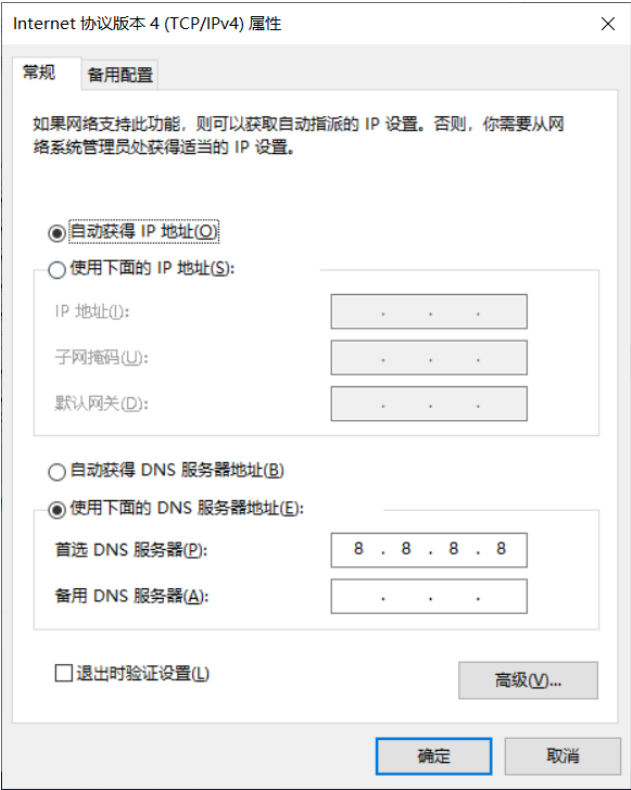 Internet 协议版本 4 (TCP/IPv4) 属性
常规
备用配置
如果网络支持此功能，则可以获取自动指派的 IP 设置。否则，你需要从网
络系统管理员处获得适当的 IP 设置。
自动获得 IP 地址(O)
使用下面的 IP 地址(S):
IP 地址(I):
子网掩码(U):
默认网关(D):
自动获得 DNS 服务器地址(B)
使用下面的 DNS 服务器地址(E):
首选 DNS 服务器(P):
8 . 8 . 8 . 8
备用 DNS 服务器(A):
退出时验证设置(L)
高级(V)...
确定
取消